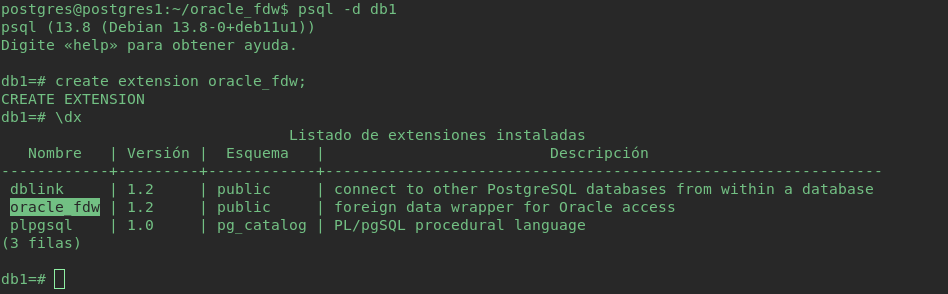 postgres@postgres1:~/oracle_fdw$ psql -d db1
psql (13.8 (Debian 13.8-0+deb11u1))
Digite «help» para obtener ayuda.
db1=# create extension oracle_fdw;
CREATE EXTENSION
db1=# \dx
Listado de extensiones instaladas
Nombre | Versión | Esquema | Descripción
------------+---------+------------+--------------------------------------------------------------
dblink | 1.2 | public | connect to other PostgreSQL databases from within a database
oracle_fdw | 1.2 | public | foreign data wrapper for Oracle access
plpgsql | 1.0 | pg_catalog | PL/pgSQL procedural language
(3 filas)
db1=#